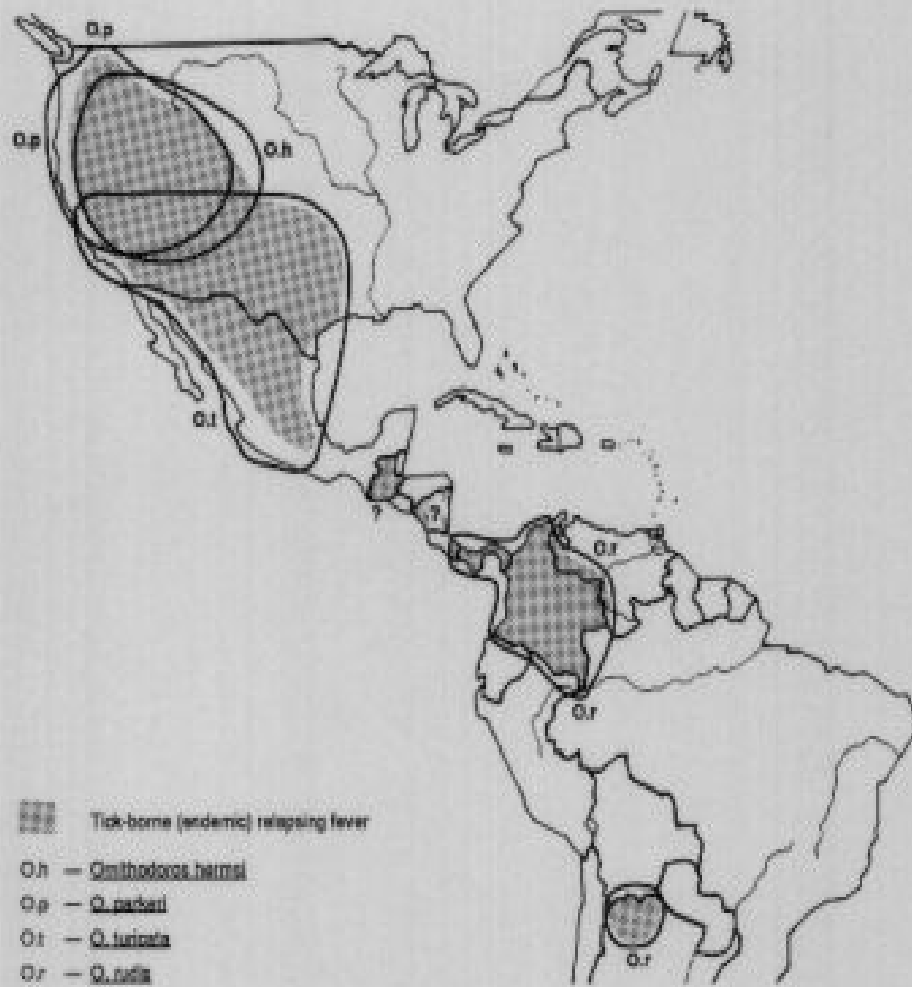 O.p
O.p
O.h
O.t
?
?
O.r
O.r
Tick-borne (endemic) relapsing fever
O.h — Ornithodoros hermsi
O.p — O. parkeri
O.t — O. turicata
O.r — O. rudis
O.r